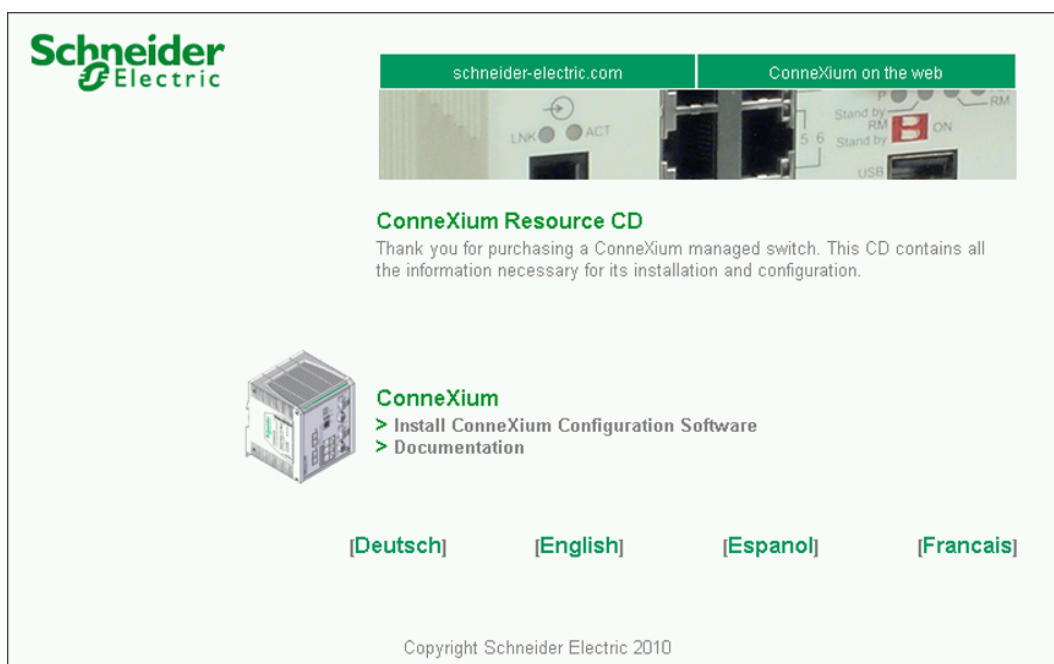 Schneider
Electric
schneider-electric.com
ConneXium on the web
LNK
ACT
5 6
P
RM
Stand by
RM
ON
Stand by
USB
ConneXium Resource CD
Thank you for purchasing a ConneXium managed switch. This CD contains all
the information necessary for its installation and configuration.
ConneXium
> Install ConneXium Configuration Software
> Documentation
[Deutsch]
[English]
[Espanol]
[Francais]
Copyright Schneider Electric 2010